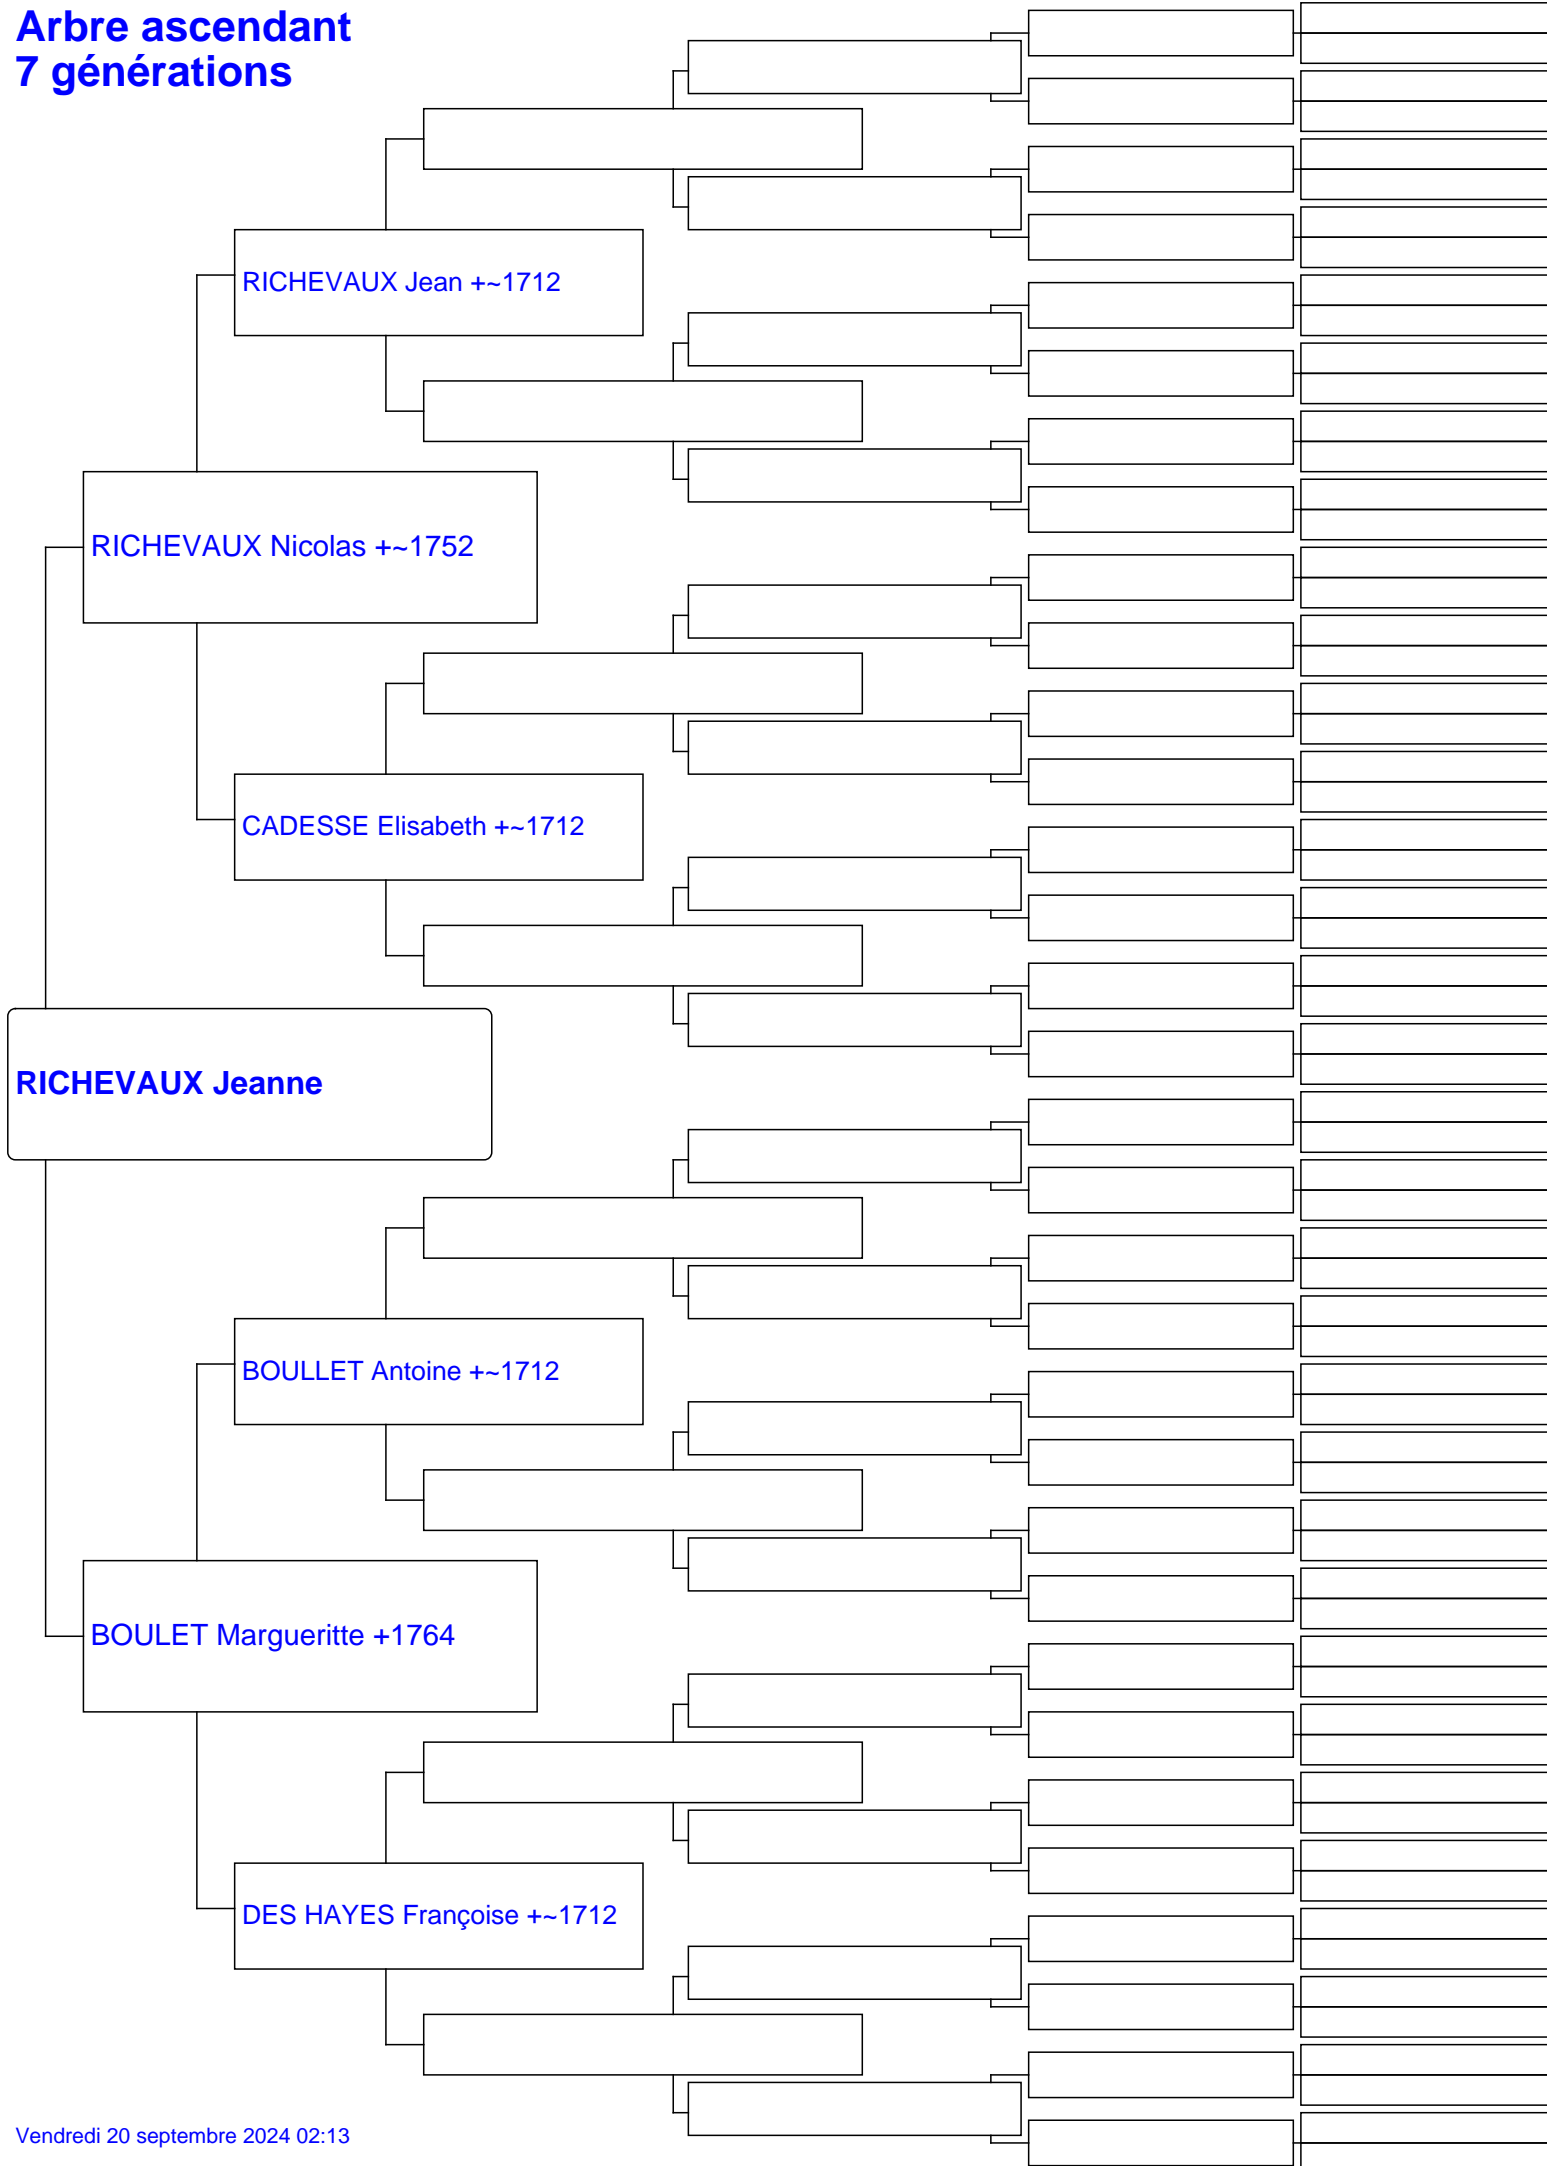 Arbre ascendant
7 générations
RICHEVAUX Jean +~1712
RICHEVAUX Nicolas +~1752
CADESSE Elisabeth +~1712
RICHEVAUX Jeanne
BOULLET Antoine +~1712
BOULET Margueritte +1764
DES HAYES Françoise +~1712
Vendredi 20 septembre 2024 02:13